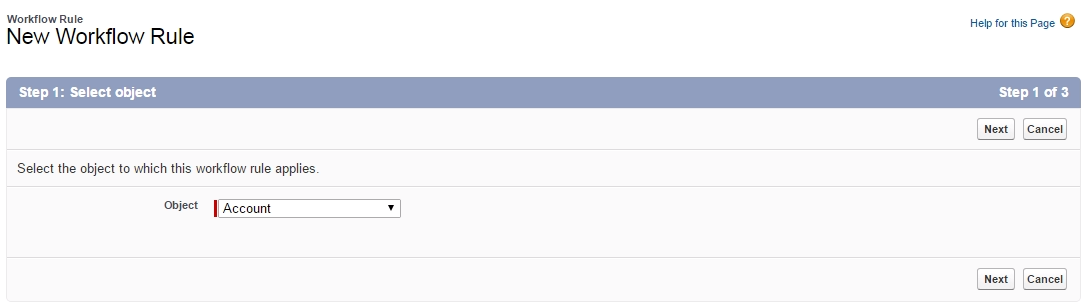 Workflow Rule
New Workflow Rule
Help for this Page ?
Step 1: Select object Step 1 of 3
Next Cancel
Select the object to which this workflow rule applies.
Object Account
Next Cancel